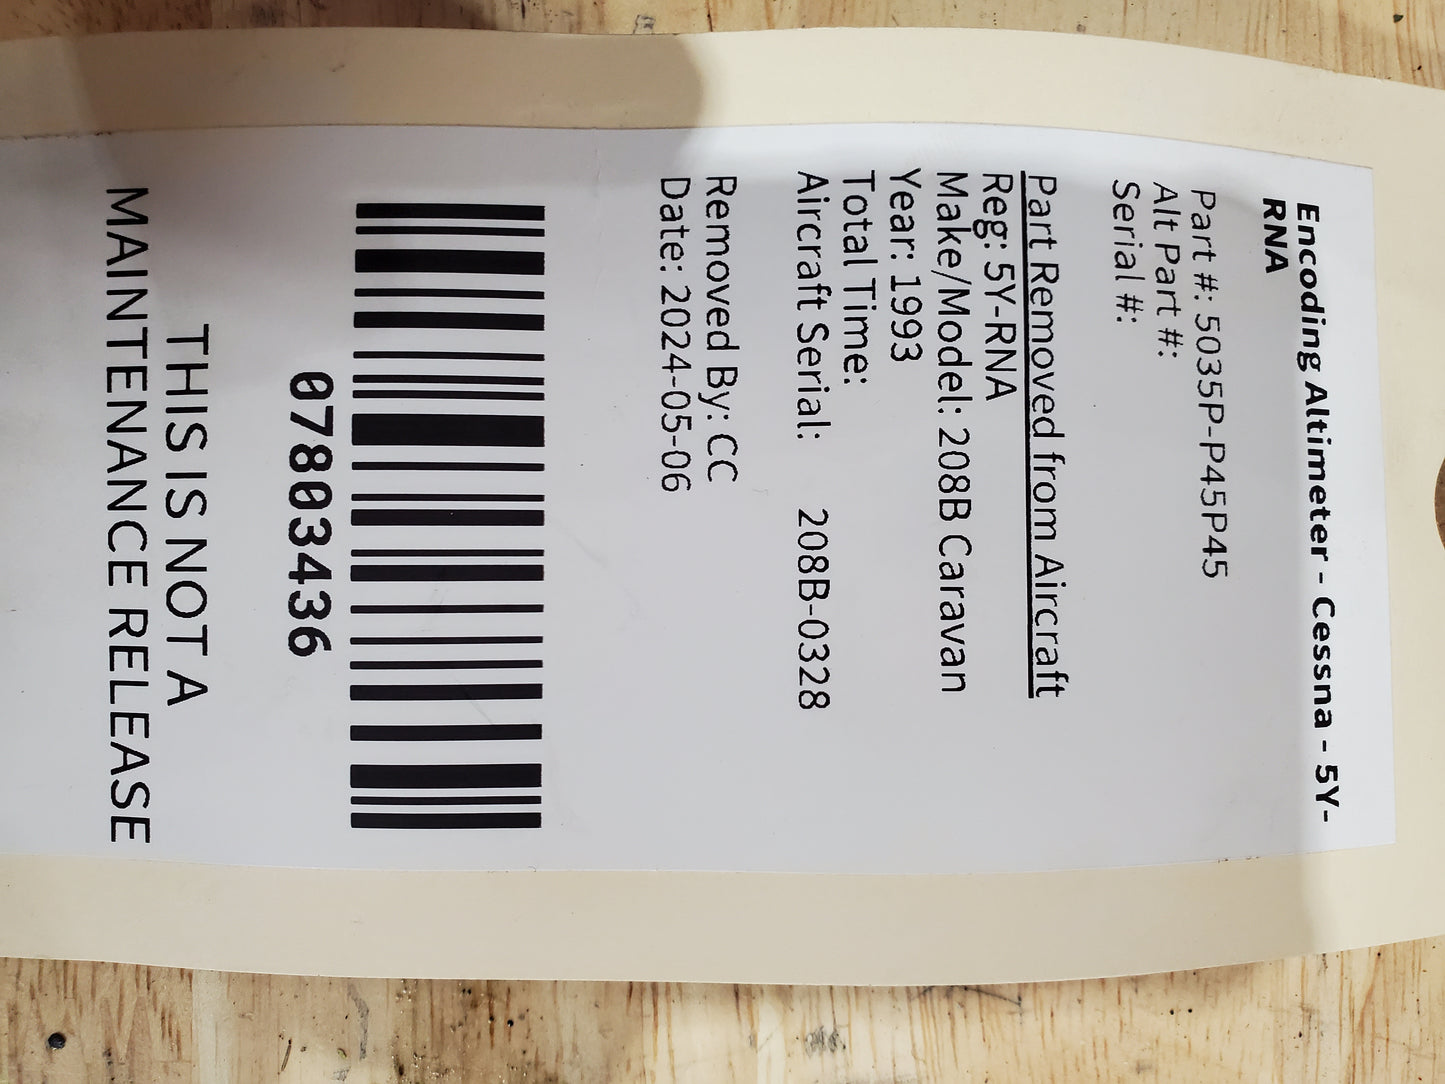 Encoding Altimeter - Cessna - 5Y-
RNA
Part #: 5035P-P45P45
Alt Part #:
Serial #:
Part Removed from Aircraft
Reg: 5Y-RNA
Make/Model: 208B Caravan
Year: 1993
Total Time:
Aircraft Serial: 208B-0328
Removed By: CC
Date: 2024-05-06
07803436
THIS IS NOT A
MAINTENANCE RELEASE